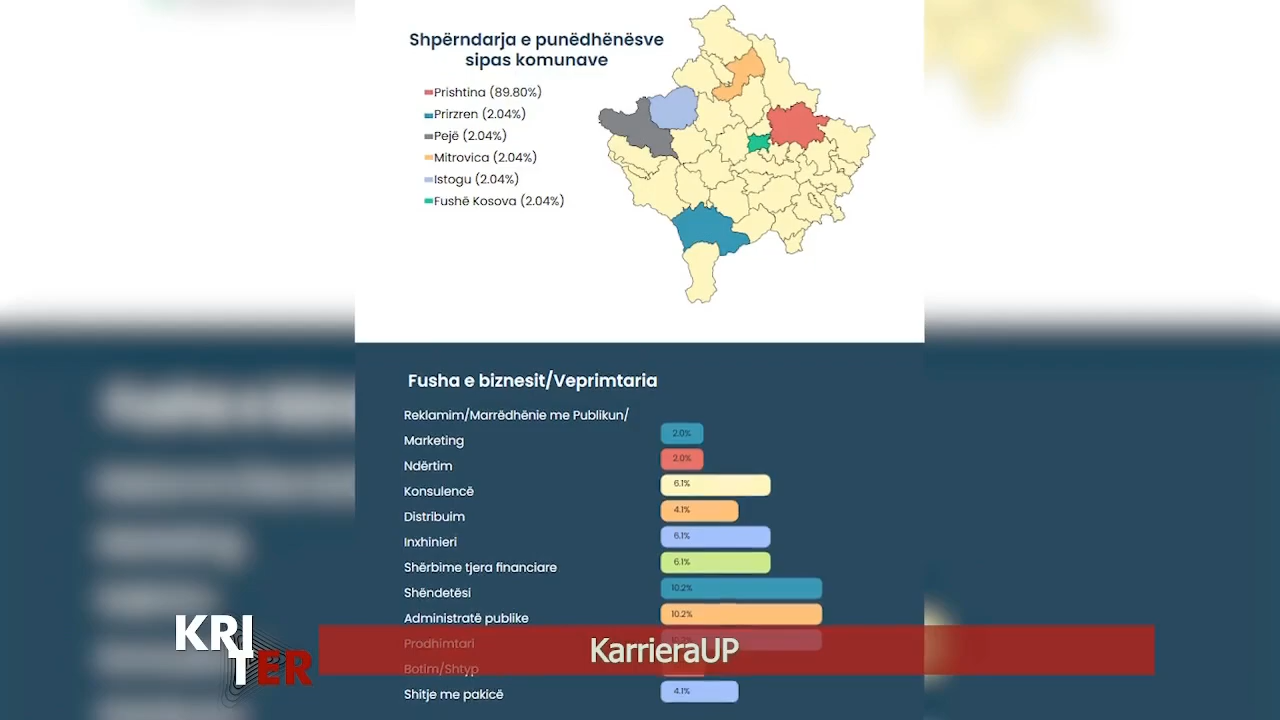 Shpërndarja e punëdhënësve
sipas komunave
Prishtina (89.80%)
Prirzren (2.04%)
Pejë (2.04%)
Mitrovica (2.04%)
Istogu (2.04%)
Fushë Kosova (2.04%)
Fusha e biznesit/Veprimtaria
Reklamim/Marrëdhënie me Publikun/
Marketing
2.0%
Ndërtim
2.0%
Konsulencë
6.1%
Distribuim
4.1%
Inxhinieri
6.1%
Shërbime tjera financiare
6.1%
Shëndetësi
10.2%
Administratë publike
10.2%
Prodhimtari
10.2%
Botim/Shtyp
Shitje me pakicë
4.1%
KRI
TER
KarrieraUP